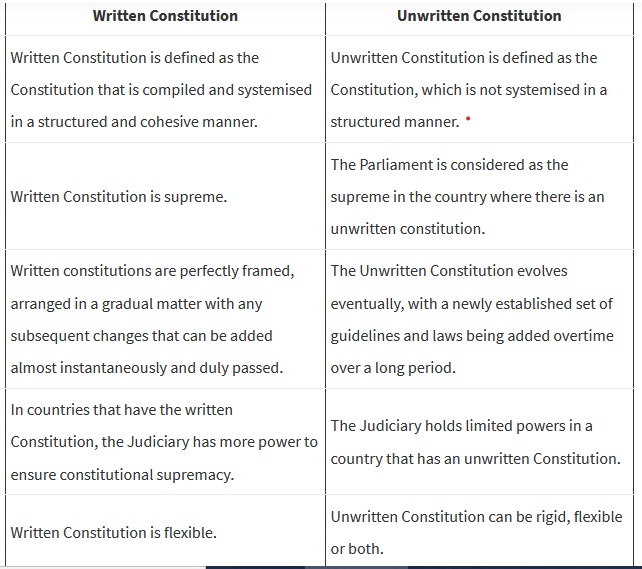 Written Constitution
Unwritten Constitution
Written Constitution is defined as the
Constitution that is compiled and systemised
in a structured and cohesive manner.
Unwritten Constitution is defined as the
Constitution, which is not systemised in a
structured manner.
Written Constitution is supreme.
The Parliament is considered as the
supreme in the country where there is an
unwritten constitution.
Written constitutions are perfectly framed,
arranged in a gradual matter with any
subsequent changes that can be added
almost instantaneously and duly passed.
The Unwritten Constitution evolves
eventually, with a newly established set of
guidelines and laws being added overtime
over a long period.
In countries that have the written
Constitution, the Judiciary has more power to
ensure constitutional supremacy.
The Judiciary holds limited powers in a
country that has an unwritten Constitution.
Written Constitution is flexible.
Unwritten Constitution can be rigid, flexible
or both.